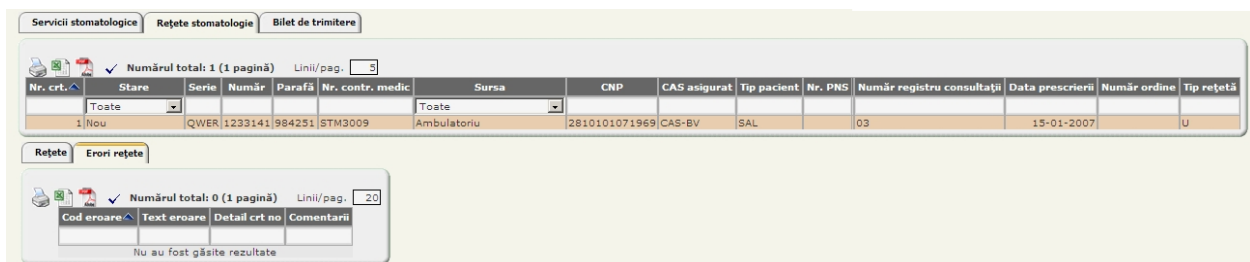 Servicii stomatologice Rețete stomatologie Bilet de trimitere
Numărul total: 1 (1 pagină) Linii/pag. 5
Nr. crt. Stare Serie Număr Parafă Nr. contr. medic Sursa CNP CAS asigurat Tip pacient Nr. PNS Număr registru consultații Data prescrierii Număr ordine Tip rețetă
Toate Toate
1 Nou QWER 1233141 984251 STM3009 Ambulatoriu 2810101071969 CAS-BV SAL 03 15-01-2007 U
Rețete Erori rețete
Numărul total: 0 (1 pagină) Linii/pag. 20
Cod eroare Text eroare Detail crt no Comentarii
Nu au fost găsite rezultate